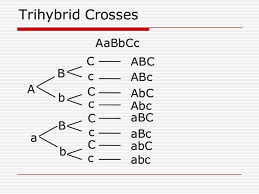 Trihybrid Crosses
AaBbCc
C ABC
B
c ABc
A
C AbC
b
c Abc
C aBC
B
c aBc
a
C abC
b
c abc